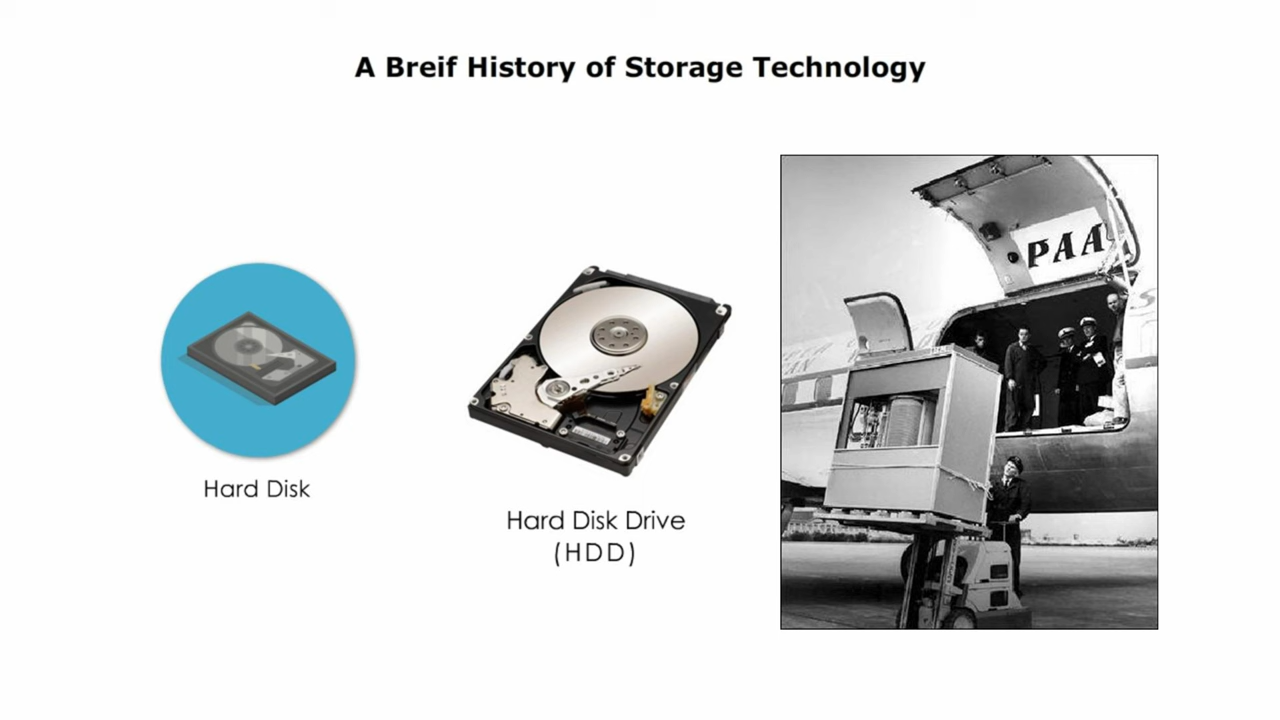 A Breif History of Storage Technology
PAA
Hard Disk
Hard Disk Drive
(HDD)